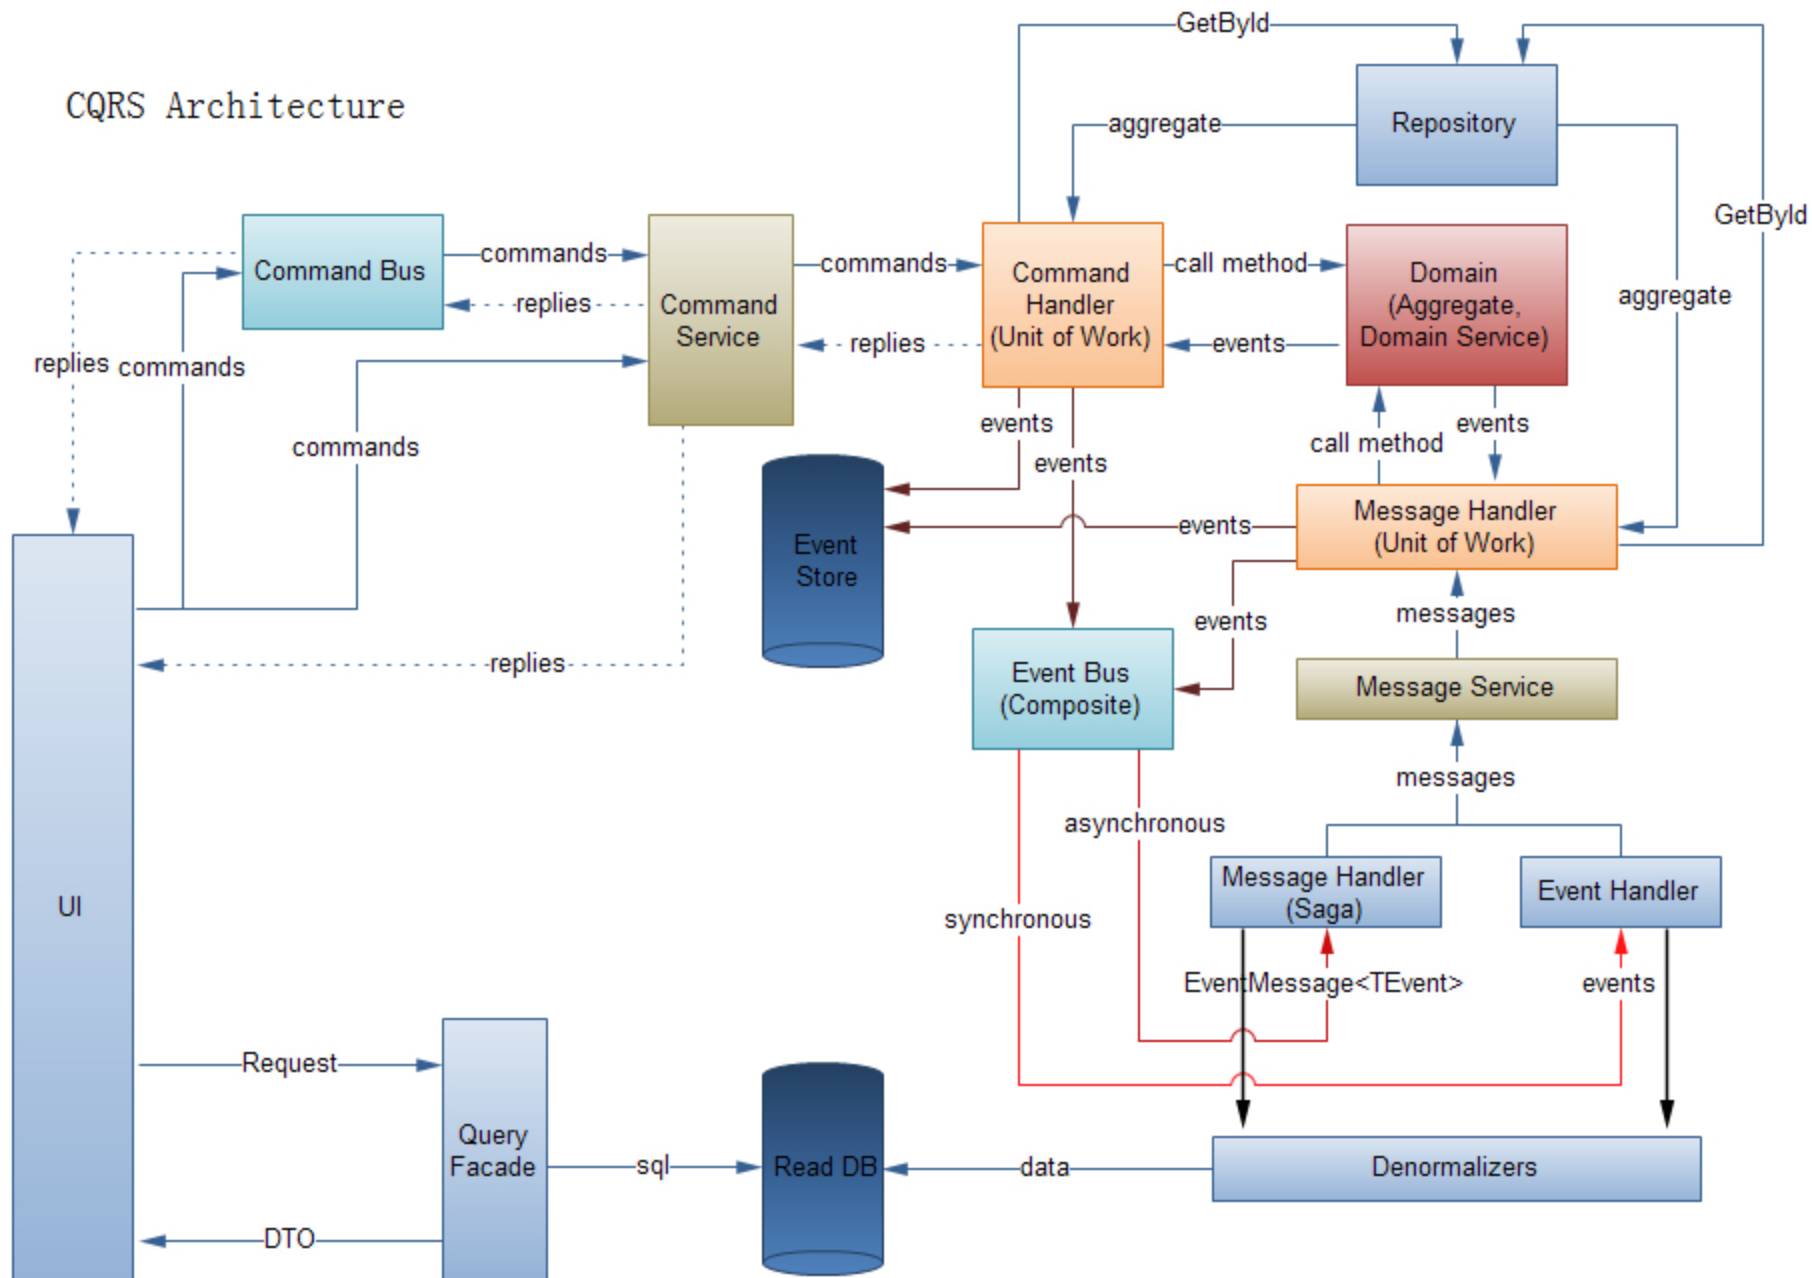 GetById
CQRS Architecture
aggregate
Repository
GetById
Command Bus
commands
replies
Command
Service
commands
replies
Command
Handler
(Unit of Work)
call method
events
Domain
(Aggregate,
Domain Service)
aggregate
replies
commands
commands
events
events
call method
events
Message Handler
(Unit of Work)
events
Event
Store
events
messages
replies
Event Bus
(Composite)
Message Service
messages
asynchronous
synchronous
Message Handler
(Saga)
Event Handler
UI
EventMessage<TEvent>
events
Request
Query
Facade
sql
Read DB
data
Denormalizers
DTO